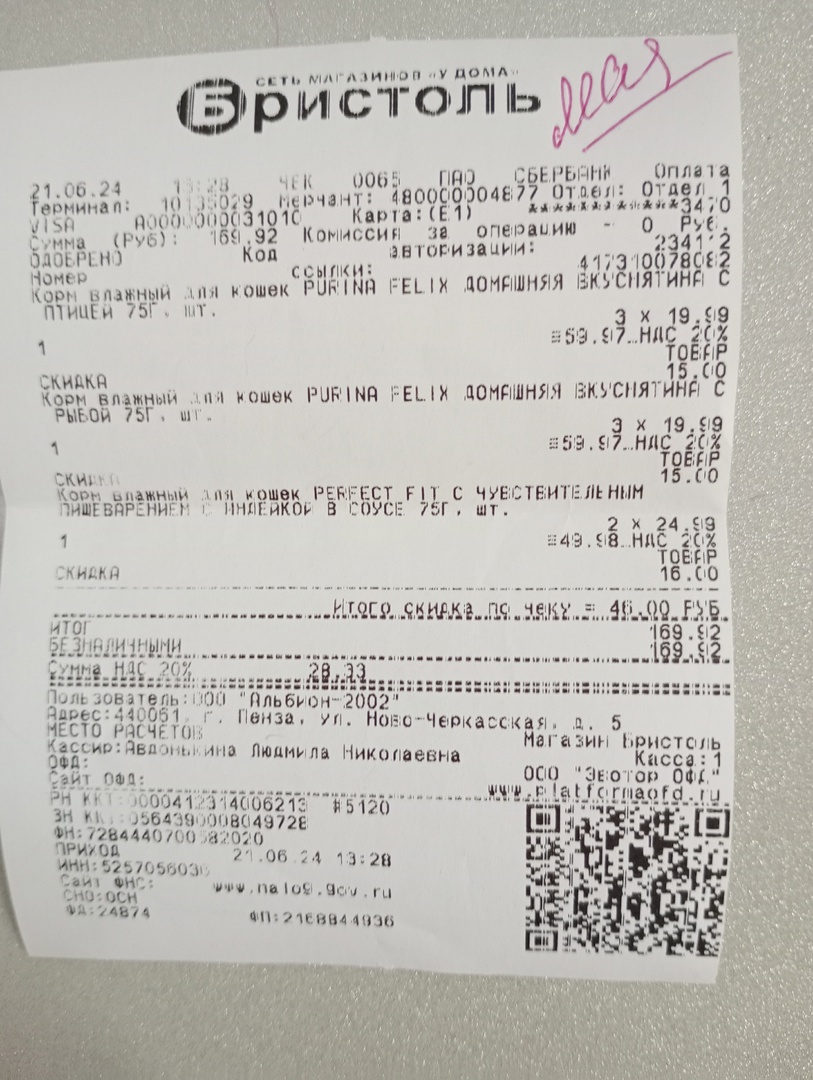 СЕТЬ МАГАЗИНОВ «У ДОМА»
Бристоль
21.06.24 13:28 ЧЕК 0065 ПАО СБЕРБАНК Оплата
Терминал: 10135029 Мерчант: 480000004877 Отдел: Отдел 1
VISA A0000000031010 Карта:(E1) ************3470
Сумма (Руб): 169.92 Комиссия за операцию - 0 Руб.
ОДОБРЕНО Код авторизации: 234112
Номер ссылки: 417310078082
Корм влажный для кошек PURINA FELIX ДОМАШНЯЯ ВКУСНЯТИНА С
ПТИЦЕЙ 75Г, шт.
3 x 19.99
1 ≡59.97 НДС 20%
ТОВАР
СКИДКА 15.00
Корм влажный для кошек PURINA FELIX ДОМАШНЯЯ ВКУСНЯТИНА С
РЫБОЙ 75Г, шт.
3 x 19.99
1 ≡59.97 НДС 20%
ТОВАР
СКИДКА 15.00
Корм влажный для кошек PERFECT FIT С ЧУВСТВИТЕЛЬНЫМ
ПИЩЕВАРЕНИЕМ С ИНДЕЙКОЙ В СОУСЕ 75Г, шт.
2 x 24.99
1 ≡49.98 НДС 20%
ТОВАР
СКИДКА 16.00
Итого скидка по чеку = 46.00 РУБ
ИТОГ 169.92
БЕЗНАЛИЧНЫМИ 169.92
Сумма НДС 20% 28.33
Пользователь:ООО "Альбион-2002"
Адрес:440061, г. Пенза, ул. Ново-Черкасская, д. 5
МЕСТО РАСЧЕТОВ Магазин Бристоль
Кассир:Авдонькина Людмила Николаевна Касса:1
ОФД: ООО "Эвотор ОФД"
Сайт ОФД: www.platformaofd.ru
РН ККТ:0000412314006213 #5120
ЗН ККТ:0564390008049728
ФН:7284440700582020
ПРИХОД 21.06.24 13:28
ИНН:5257056036
Сайт ФНС: www.nalog.gov.ru
СНО:ОСН
ФД:24874 ФП:2168844936